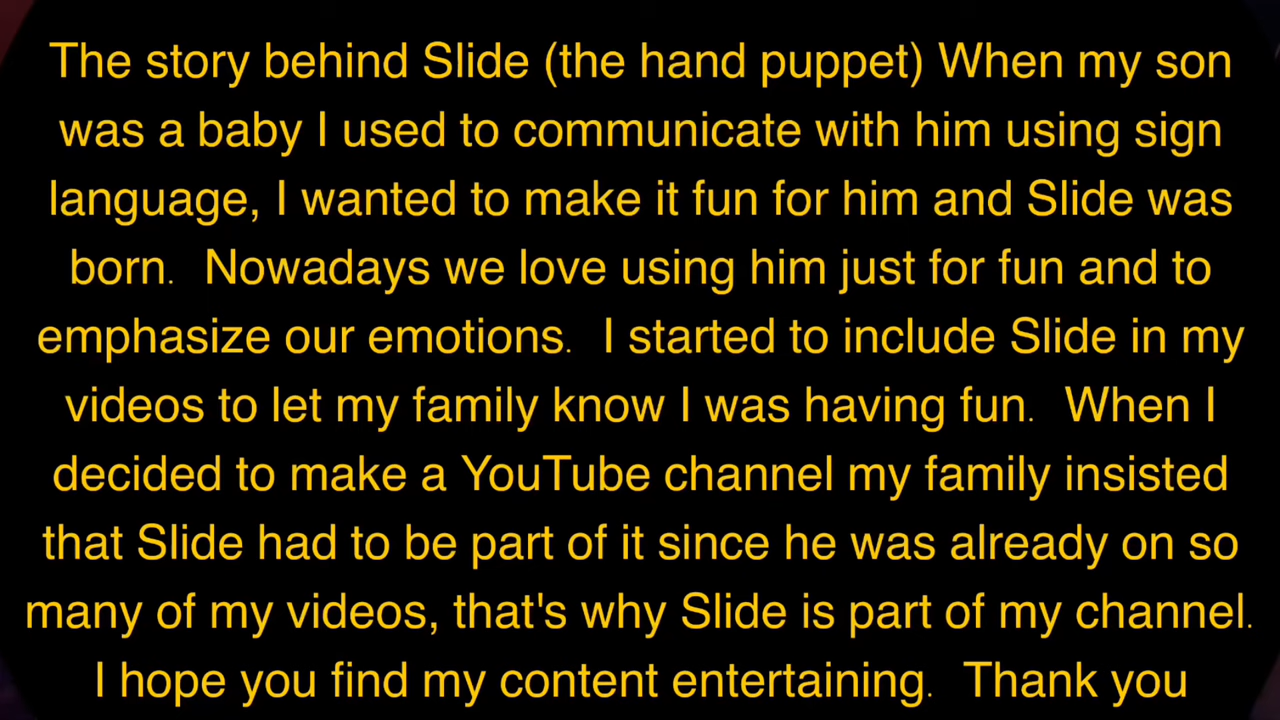 The story behind Slide (the hand puppet) When my son
was a baby I used to communicate with him using sign
language, I wanted to make it fun for him and Slide was
born.  Nowadays we love using him just for fun and to
emphasize our emotions.  I started to include Slide in my
videos to let my family know I was having fun.  When I
decided to make a YouTube channel my family insisted
that Slide had to be part of it since he was already on so
many of my videos, that's why Slide is part of my channel.
I hope you find my content entertaining.  Thank you